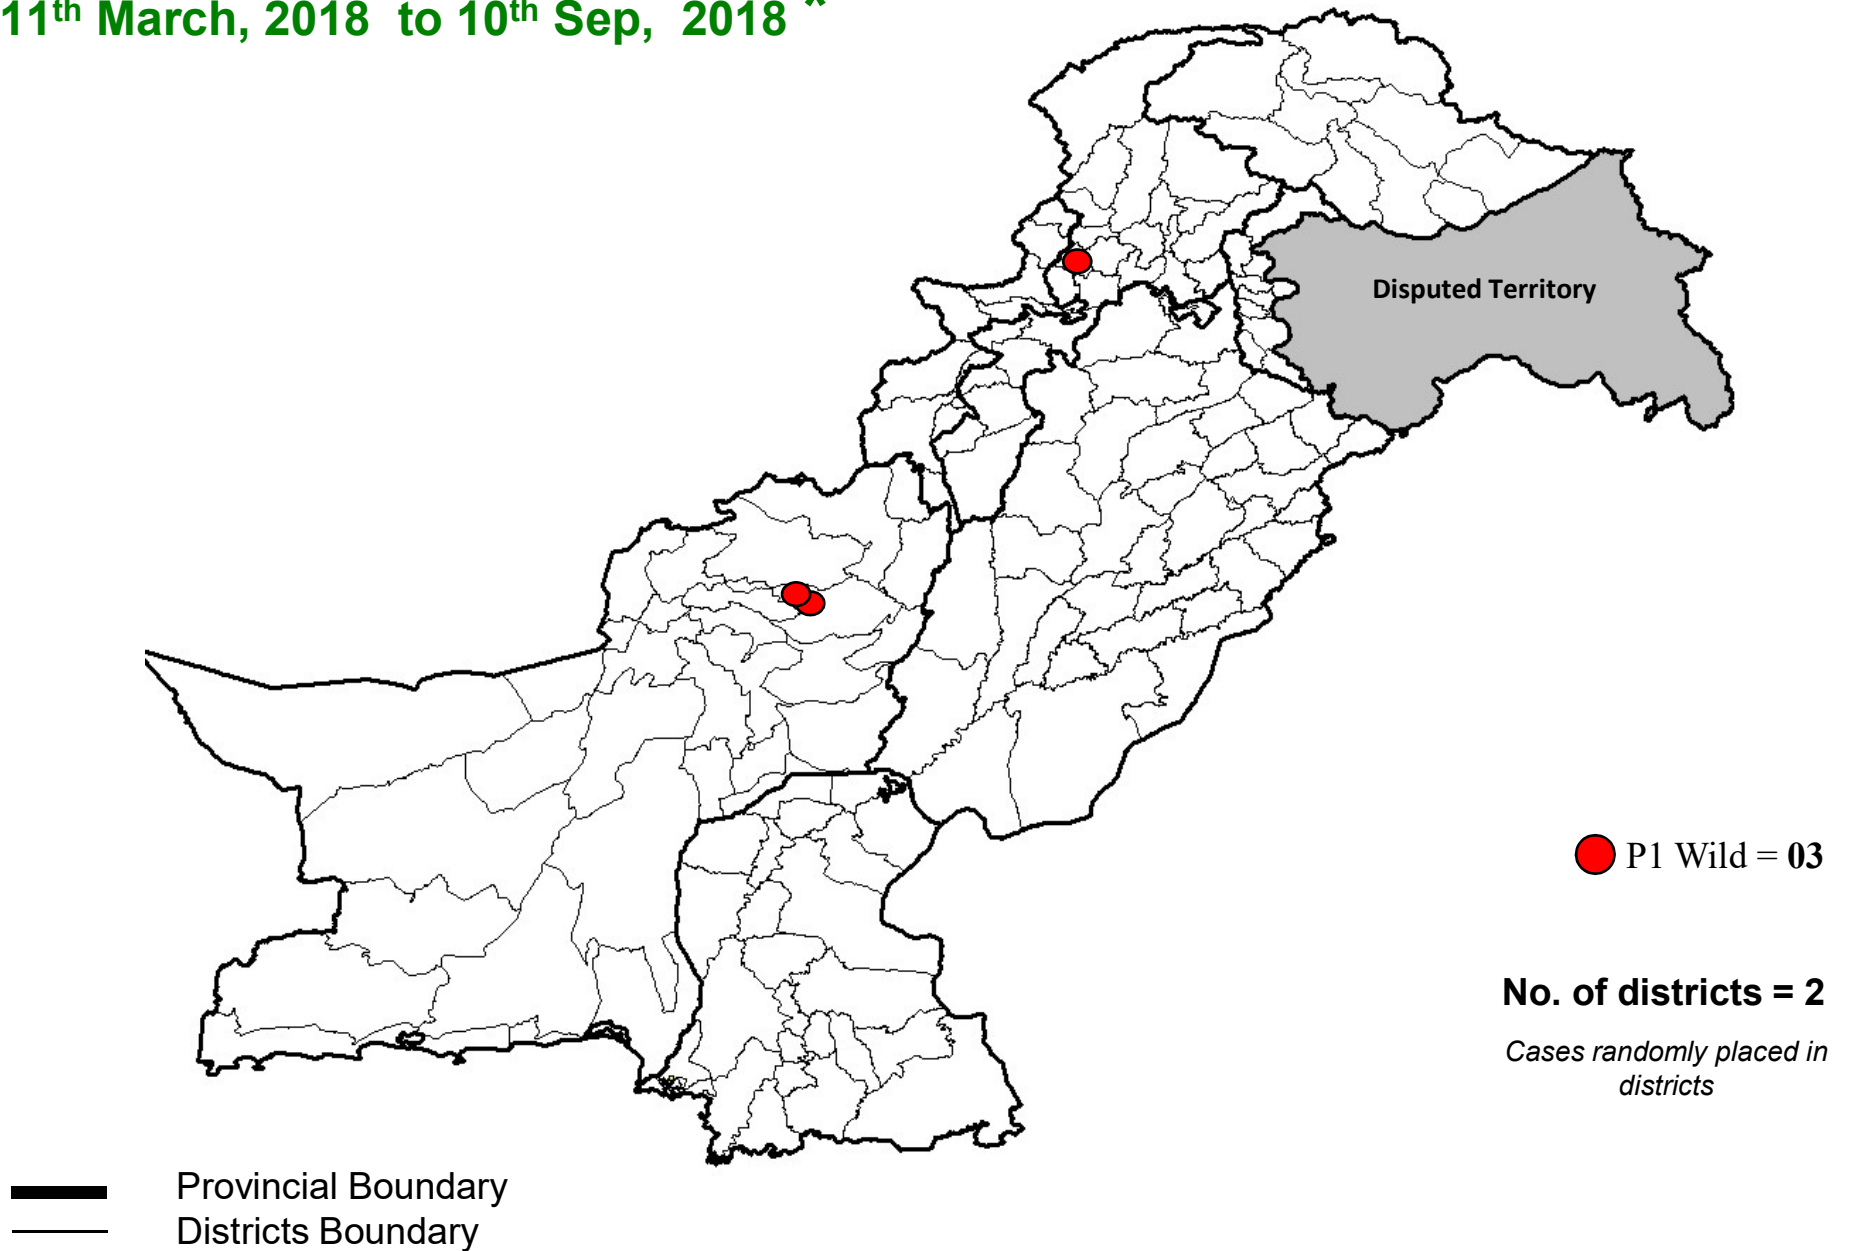 11th March, 2018 to 10th Sep, 2018 *
Disputed Territory
P1 Wild = 03
No. of districts = 2
Cases randomly placed in
districts
Provincial Boundary
Districts Boundary